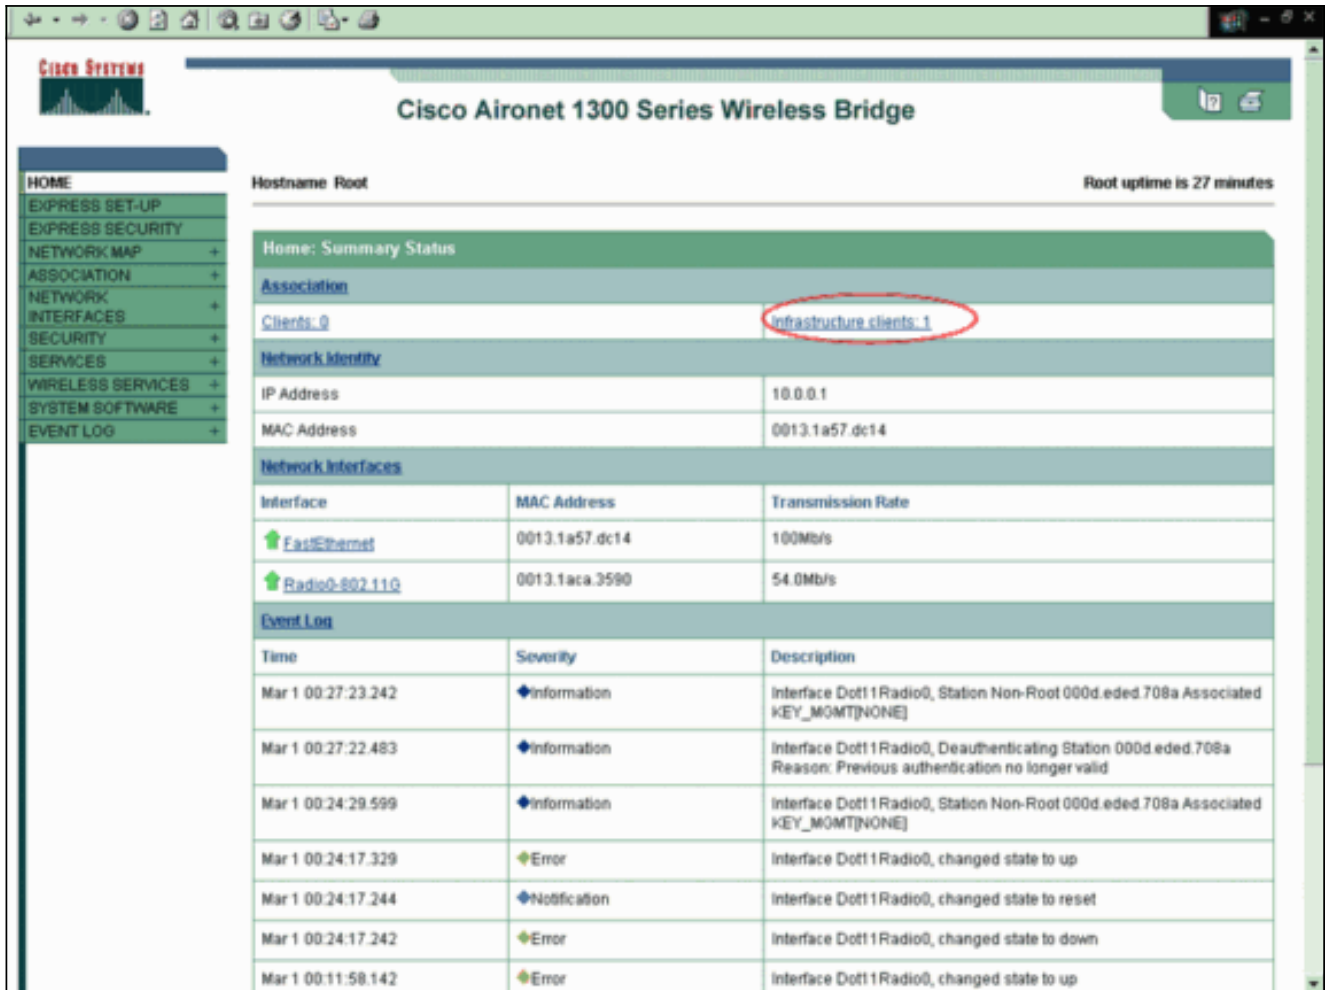 CISCO SYSTEMS
Cisco Aironet 1300 Series Wireless Bridge
HOME
EXPRESS SET-UP
EXPRESS SECURITY
NETWORK MAP +
ASSOCIATION +
NETWORK
INTERFACES +
SECURITY +
SERVICES +
WIRELESS SERVICES +
SYSTEM SOFTWARE +
EVENT LOG +
Hostname Root Root uptime is 27 minutes
Home: Summary Status
Association
Clients: 0 Infrastructure clients: 1
Network Identity
IP Address 10.0.0.1
MAC Address 0013.1a57.dc14
Network Interfaces
Interface MAC Address Transmission Rate
FastEthernet 0013.1a57.dc14 100Mb/s
Radio0-802.11G 0013.1aca.3590 54.0Mb/s
Event Log
Time Severity Description
Mar 1 00:27:23.242 Information Interface Dot11Radio0, Station Non-Root 000d.eded.708a Associated
KEY_MGMT[NONE]
Mar 1 00:27:22.483 Information Interface Dot11Radio0, Deauthenticating Station 000d.eded.708a
Reason: Previous authentication no longer valid
Mar 1 00:24:29.599 Information Interface Dot11Radio0, Station Non-Root 000d.eded.708a Associated
KEY_MGMT[NONE]
Mar 1 00:24:17.329 Error Interface Dot11Radio0, changed state to up
Mar 1 00:24:17.244 Notification Interface Dot11Radio0, changed state to reset
Mar 1 00:24:17.242 Error Interface Dot11Radio0, changed state to down
Mar 1 00:11:58.142 Error Interface Dot11Radio0, changed state to up